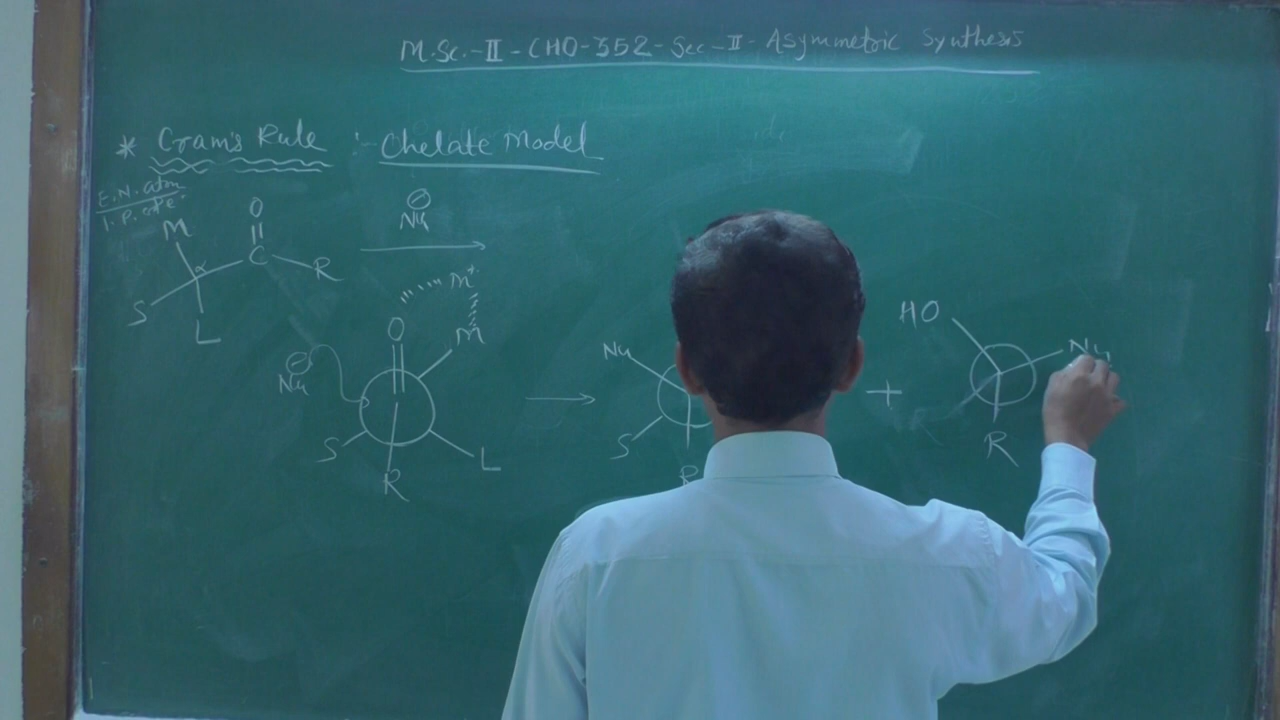 M.Sc.-II-CHO-352-Sec-II-Asymmetric Synthesis
* Cram's Rule :- Chelate Model
E.N. atom
M
O
C
α
R
S
L
⊖
Nu
M+
O
M
⊖
Nu
S
R
L
Nu
S
R
+
HO
Nu
R